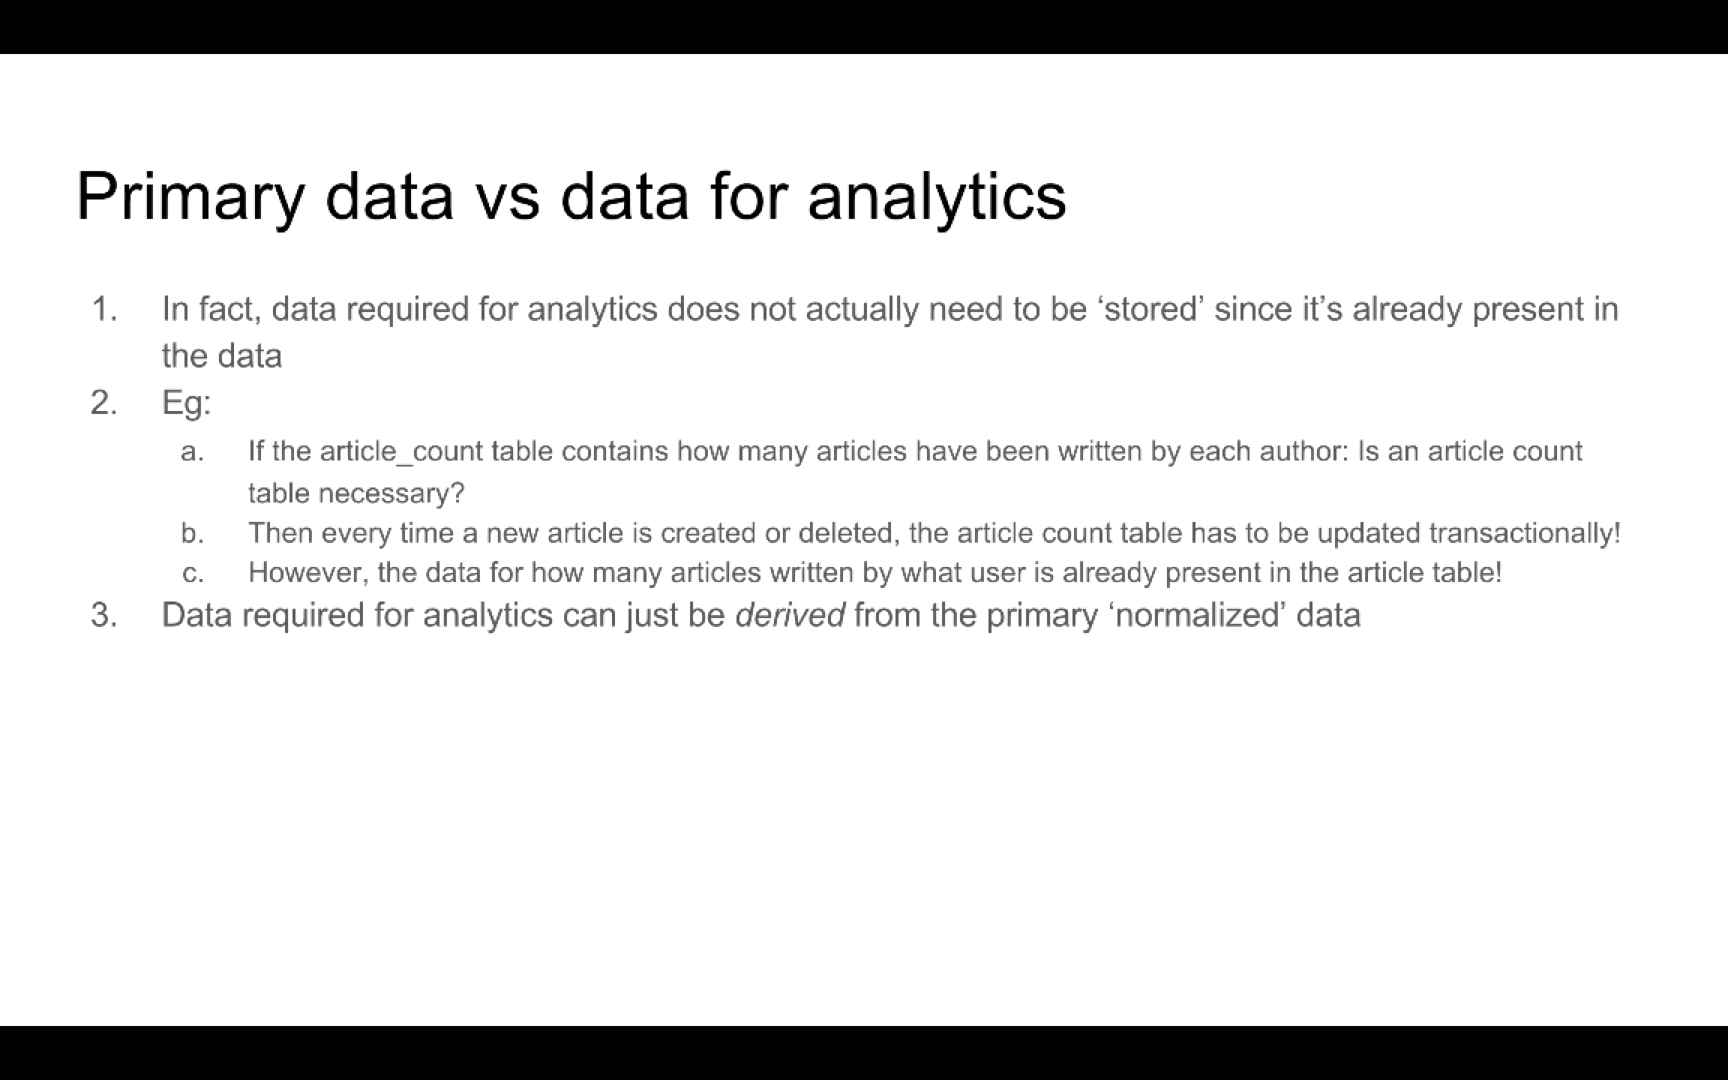 Primary data vs data for analytics
1. In fact, data required for analytics does not actually need to be ‘stored’ since it’s already present in
the data
2. Eg:
a. If the article_count table contains how many articles have been written by each author: Is an article count
table necessary?
b. Then every time a new article is created or deleted, the article count table has to be updated transactionally!
c. However, the data for how many articles written by what user is already present in the article table!
3. Data required for analytics can just be derived from the primary ‘normalized’ data